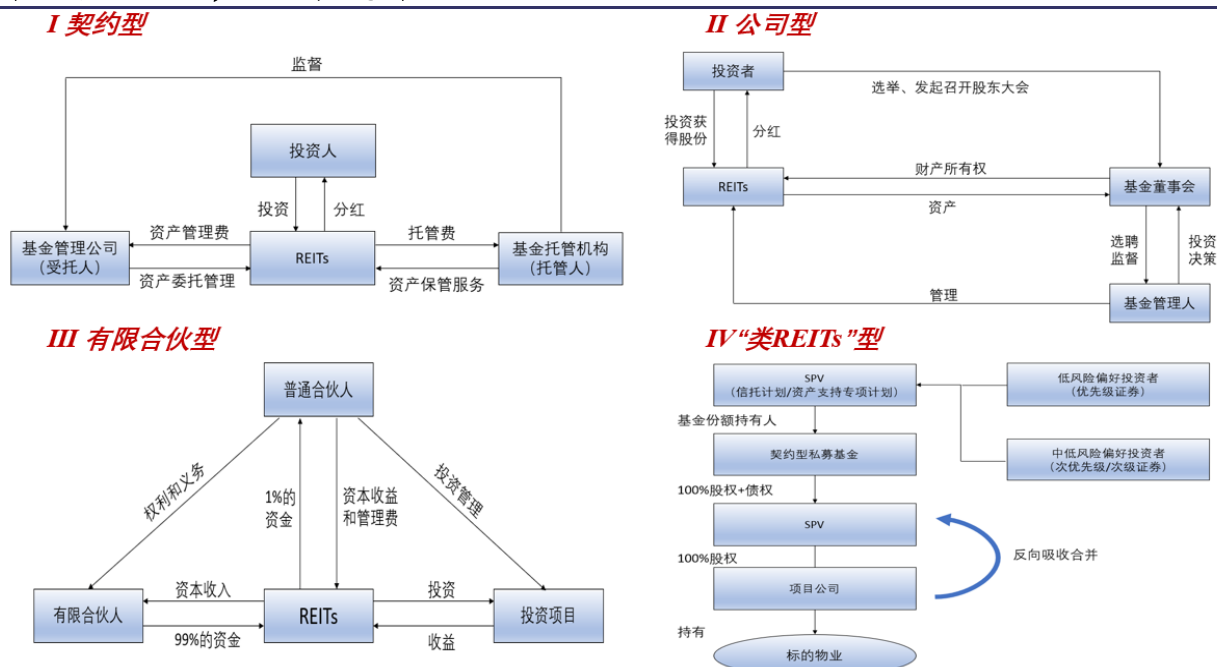 I 契约型
监督
投资人
投资
分红
基金管理公司
(受托人)
资产管理费
资产委托管理
REITs
托管费
资产保管服务
基金托管机构
(托管人)
II 公司型
投资者
选举、发起召开股东大会
投资获
得股份
分红
REITs
财产所有权
资产
基金董事会
选聘
监督
投资
决策
管理
基金管理人
III 有限合伙型
普通合伙人
权利和义务
1%的
资金
资本收益
和管理费
投资管理
有限合伙人
资本收入
99%的资金
REITs
投资
收益
投资项目
IV“类REITs”型
SPV
(信托计划/资产支持专项计划)
低风险偏好投资者
(优先级证券)
基金份额持有人
契约型私募基金
中低风险偏好投资者
(次优先级/次级证券)
100%股权+债权
SPV
100%股权
反向吸收合并
项目公司
持有
标的物业